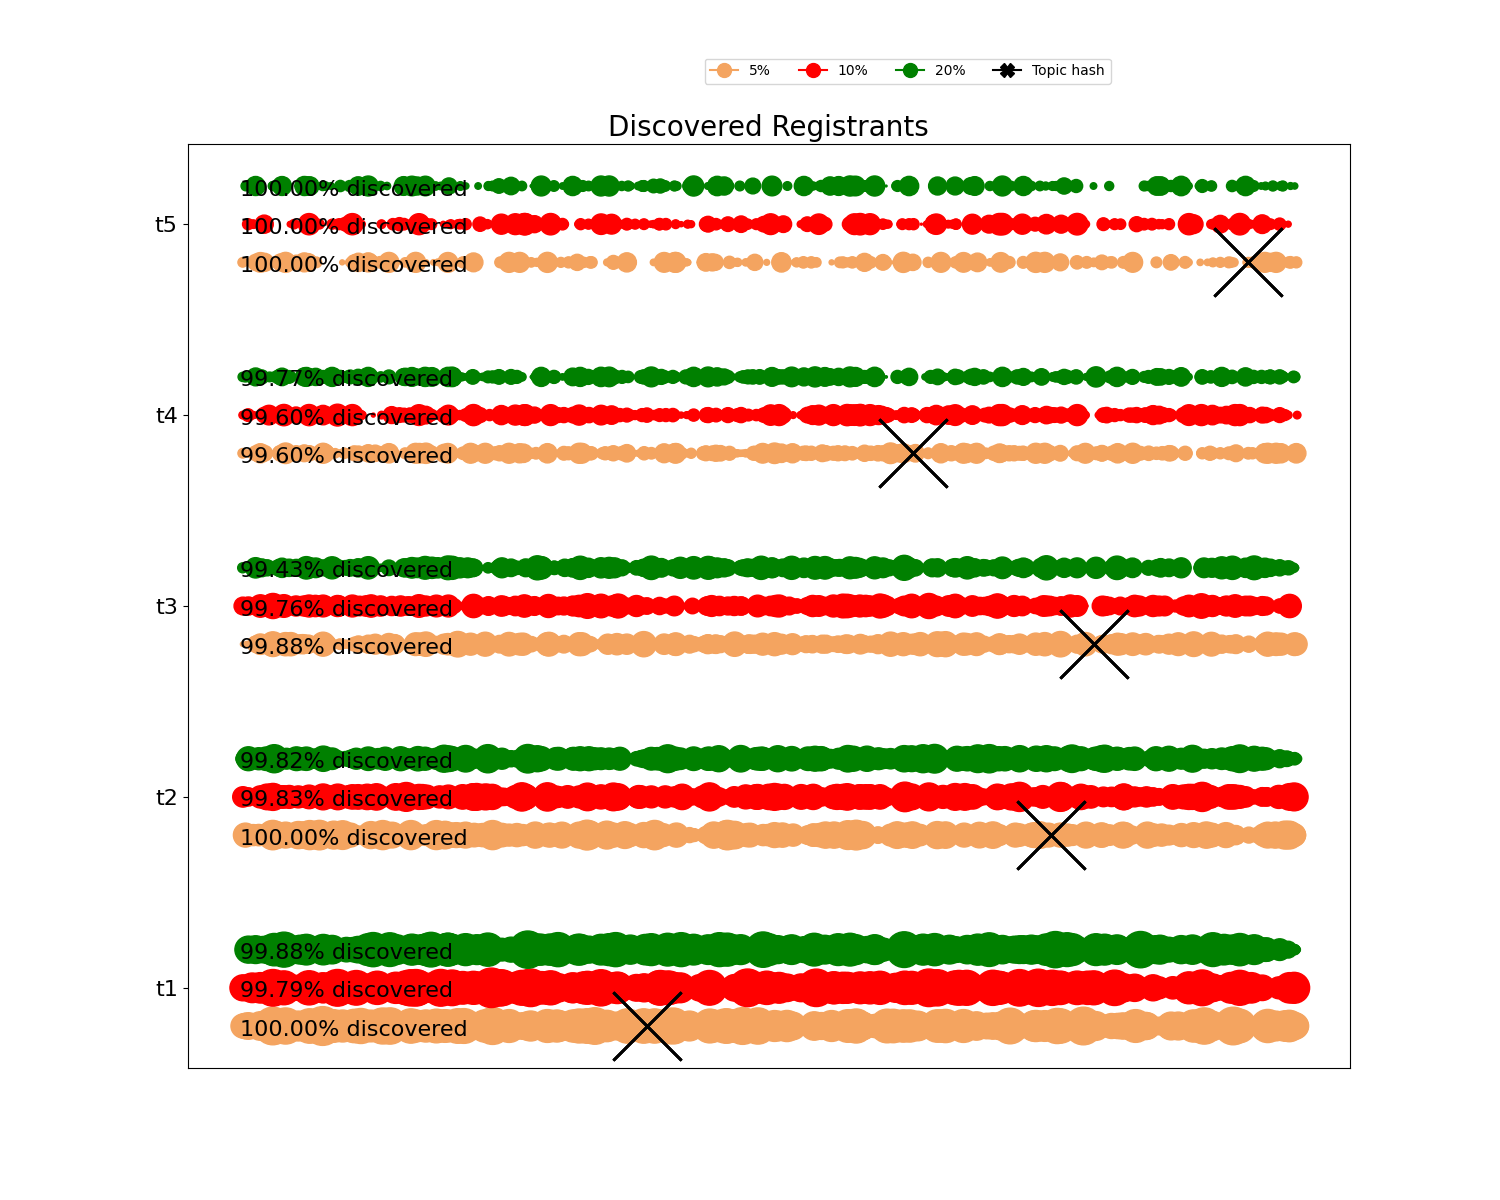 5% 10% 20% Topic hash
Discovered Registrants
100.00% discovered
t5 100.00% discovered
100.00% discovered
99.77% discovered
t4 99.60% discovered
99.60% discovered
99.43% discovered
t3 99.76% discovered
99.88% discovered
99.82% discovered
t2 99.83% discovered
100.00% discovered
99.88% discovered
t1 99.79% discovered
100.00% discovered